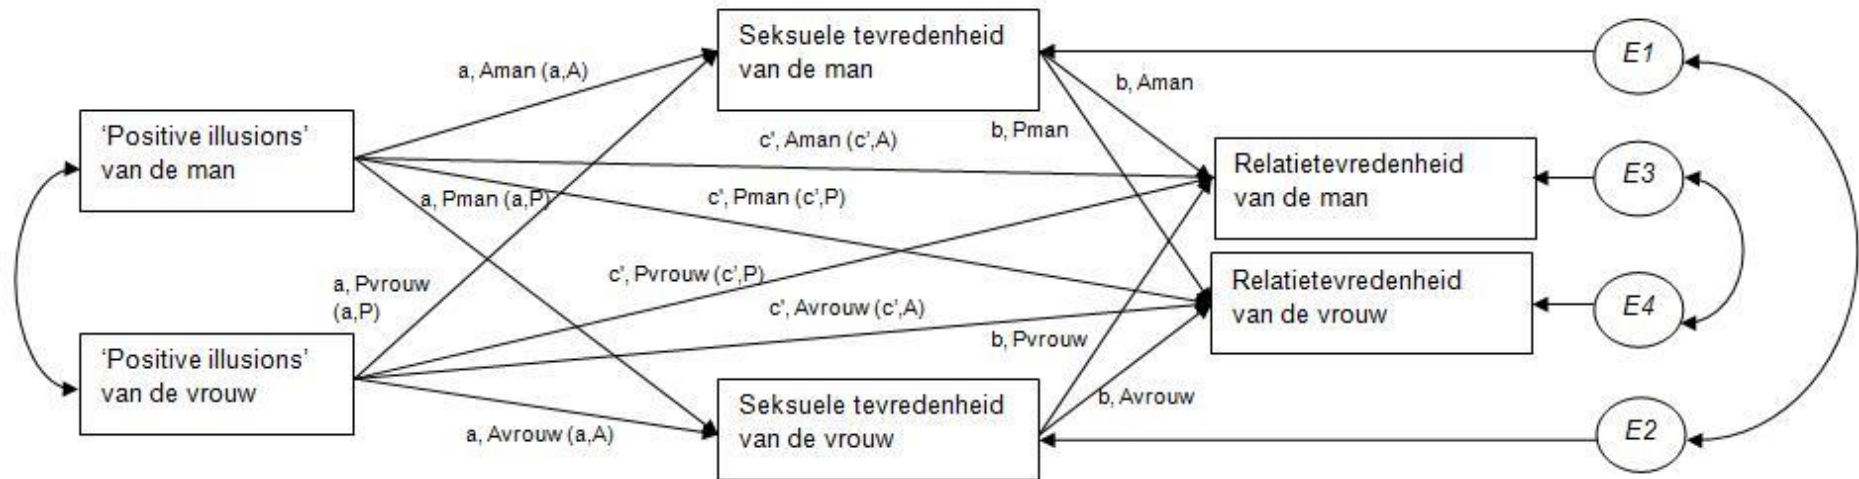 Seksuele tevredenheid
van de man
E1
a, Aman (a,A)
b, Aman
'Positive illusions'
van de man
c', Aman (c',A)
b, Pman
Relatietevredenheid
van de man
E3
a, Pman (a,P)
c', Pman (c',P)
c', Pvrouw (c',P)
a, Pvrouw
(a,P)
Relatietevredenheid
van de vrouw
E4
c', Avrouw (c',A)
b, Pvrouw
'Positive illusions'
van de vrouw
b, Avrouw
Seksuele tevredenheid
van de vrouw
E2
a, Avrouw (a,A)